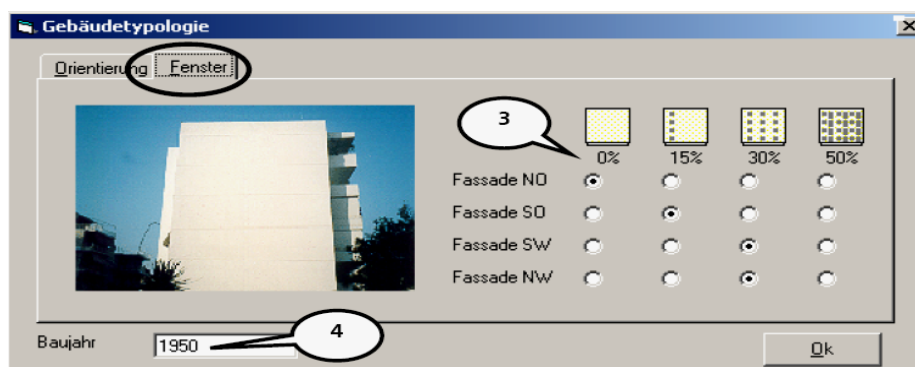 Gebäudetypologie
Orientierung Fenster
3
0% 15% 30% 50%
Fassade NO
Fassade SO
Fassade SW
Fassade NW
Baujahr 1950 4
Ok